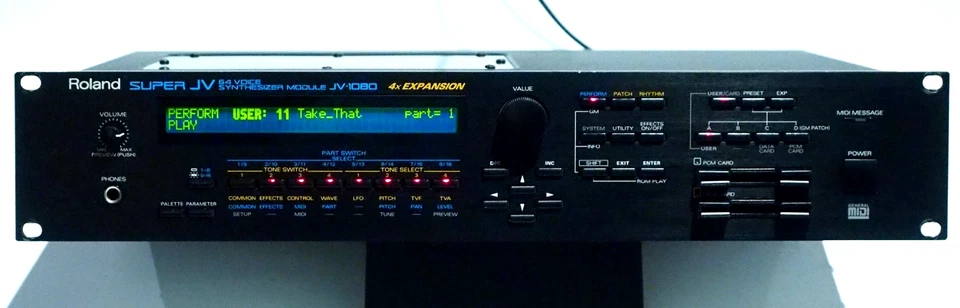 Roland SUPER JV 64 VOICE SYNTHESIZER MODULE JV-1080 4x EXPANSION
VOLUME
MIN MAX
PREVIEW (PUSH)
PHONES
PERFORM USER: 11 Take_That part= 1
PLAY
PART SWITCH
SELECT
1/9 2/10 3/11 4/12 5/13 6/14 7/15 8/16
TONE SWITCH TONE SELECT
1 2 3 4 1 2 3 4
COMMON EFFECTS CONTROL WAVE LFO PITCH TVF TVA
COMMON EFFECTS MIDI PART — PITCH PAN LEVEL
SETUP — MIDI — — TUNE — PREVIEW
1-8
9-16
PALETTE PARAMETER
VALUE
DEC INC
PERFORM PATCH RHYTHM
GM
SYSTEM UTILITY EFFECTS ON/OFF
INFO
SHIFT EXIT ENTER
ROM PLAY
USER/CARD PRESET EXP
A B C D (GM PATCH)
USER DATA CARD PCM CARD
PCM CARD
MIDI MESSAGE
POWER
GENERAL
MIDI